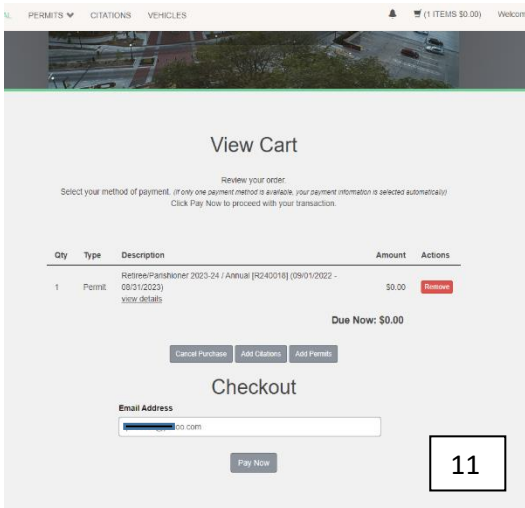 PERMITS CITATIONS VEHICLES (1 ITEMS $0.00) Welcom
View Cart
Review your order.
Select your method of payment. (If only one payment method is available, your payment information is selected automatically)
Click Pay Now to proceed with your transaction.
Qty Type Description Amount Actions
Retiree/Parishioner 2023-24 / Annual [R240018] (09/01/2022 -
1 Permit 08/31/2023) $0.00 Remove
view details
Due Now: $0.00
Cancel Purchase Add Citations Add Permits
Checkout
Email Address
oo.com
Pay Now
11